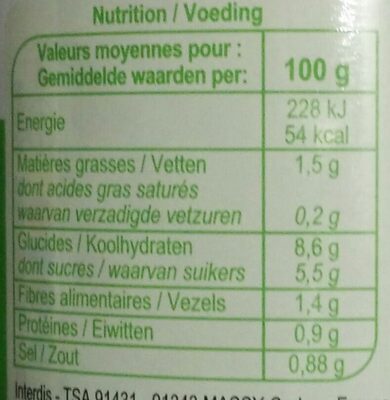 Nutrition / Voeding
Valeurs moyennes pour :
Gemiddelde waarden per:
100 g
Energie
228 kJ
54 kcal
Matières grasses / Vetten
1,5 g
dont acides gras saturés
waarvan verzadigde vetzuren
0,2 g
Glucides / Koolhydraten
8,6 g
dont sucres / waarvan suikers
5,5 g
Fibres alimentaires / Vezels
1,4 g
Protéines / Eiwitten
0,9 g
Sel / Zout
0,88 g
Interdis - TSA 91431